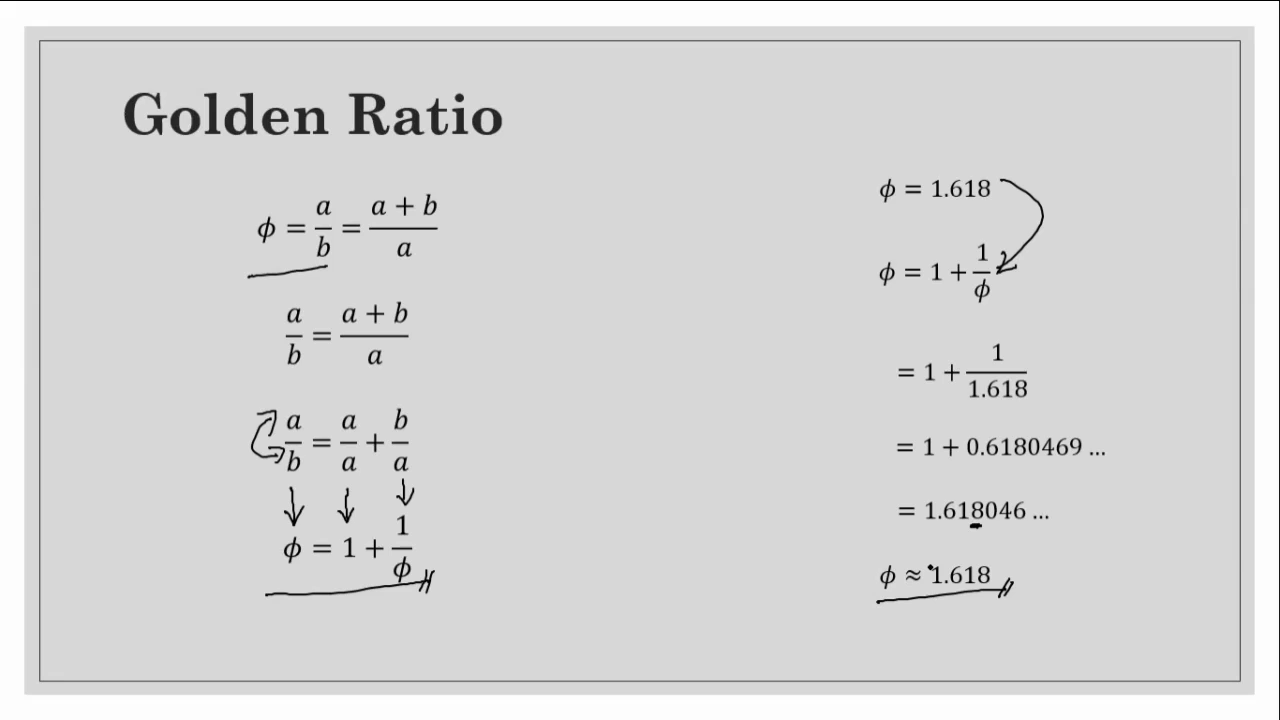 Golden Ratio
ϕ = a/b = (a + b)/a
a/b = (a + b)/a
a/b = a/a + b/a
ϕ = 1 + 1/ϕ
ϕ = 1.618
ϕ = 1 + 1/ϕ
= 1 + 1/1.618
= 1 + 0.6180469 ...
= 1.618046 ...
ϕ ≈ 1.618